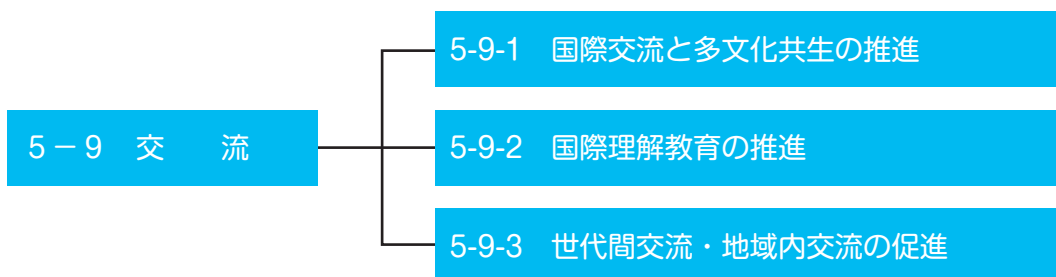 5－9 交　　流
5-9-1　国際交流と多文化共生の推進
5-9-2　国際理解教育の推進
5-9-3　世代間交流・地域内交流の促進